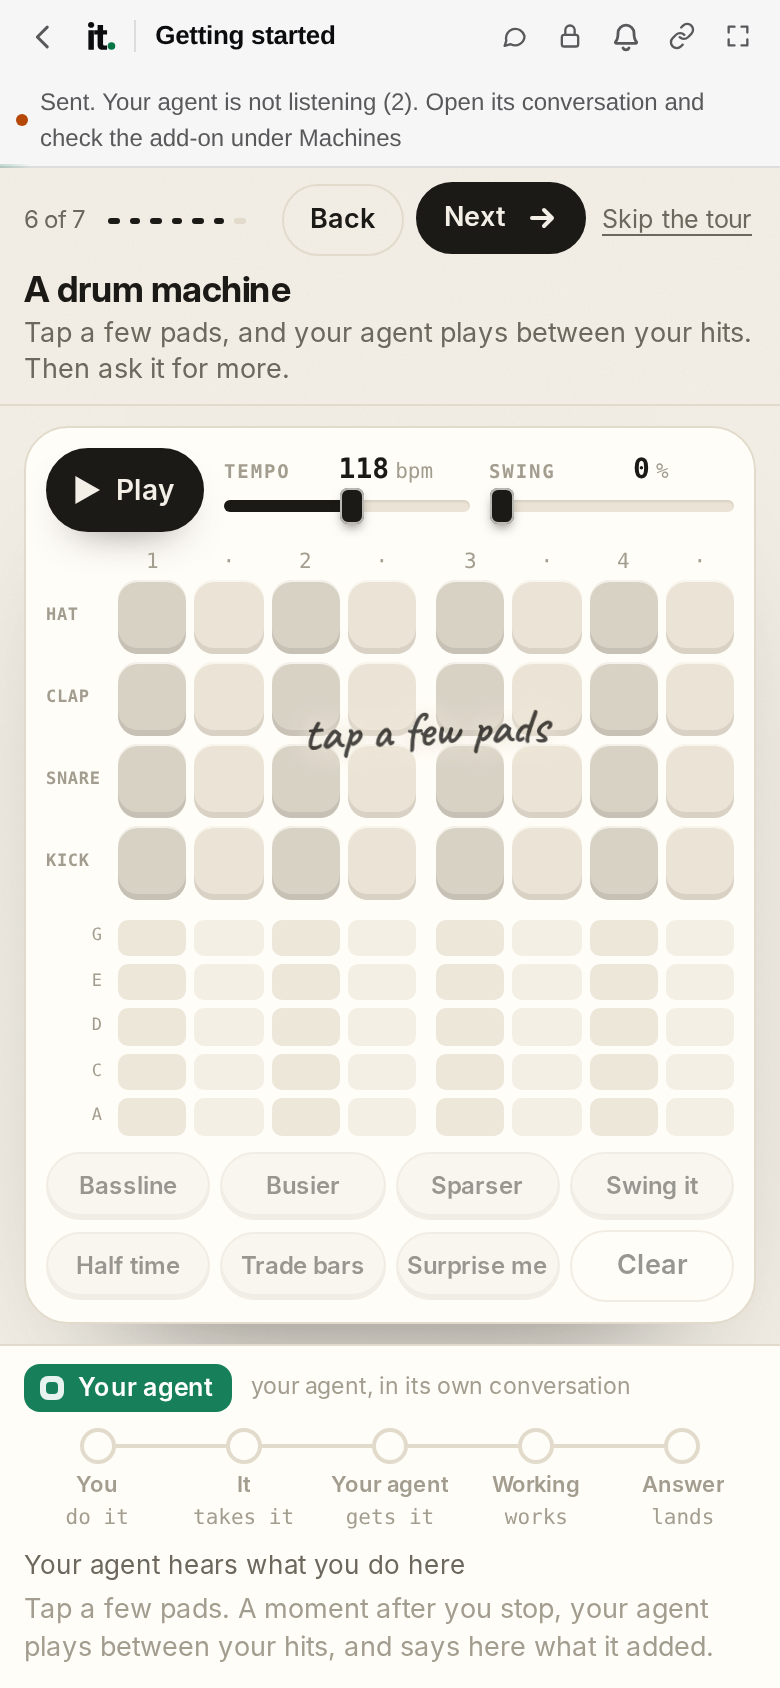 it. Getting started
Sent. Your agent is not listening (2). Open its conversation and
check the add-on under Machines
6 of 7 Back Next Skip the tour
A drum machine
Tap a few pads, and your agent plays between your hits.
Then ask it for more.
Play TEMPO 118 bpm SWING 0 %
1 · 2 · 3 · 4 ·
HAT
CLAP
tap a few pads
SNARE
KICK
G
E
D
C
A
Bassline Busier Sparser Swing it
Half time Trade bars Surprise me Clear
Your agent your agent, in its own conversation
You It Your agent Working Answer
do it takes it gets it works lands
Your agent hears what you do here
Tap a few pads. A moment after you stop, your agent
plays between your hits, and says here what it added.